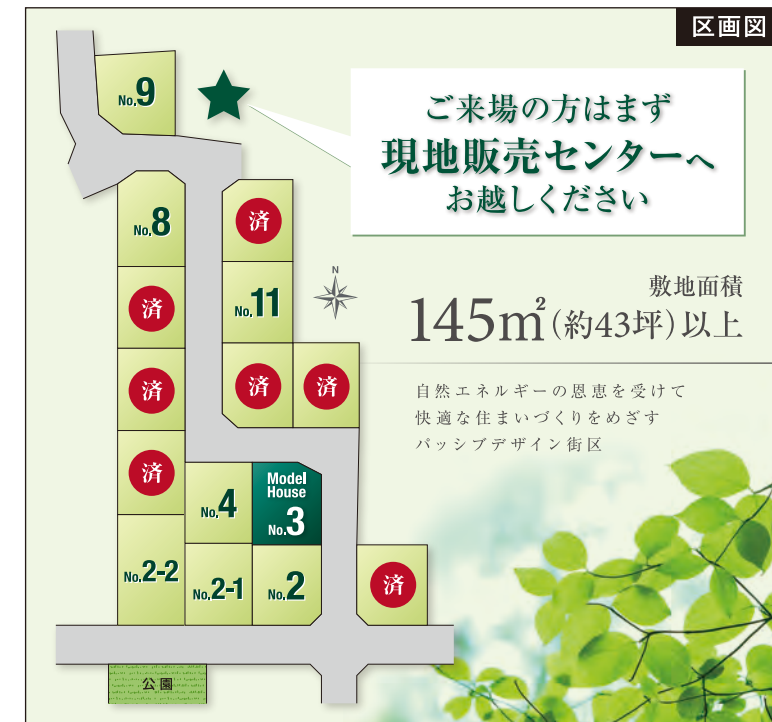 区画図
No.9
ご来場の方はまず
現地販売センターへ
お越しください
No.8
済
N
済
No.11
敷地面積
145㎡(約43坪)以上
済
済
済
自然エネルギーの恩恵を受けて
快適な住まいづくりをめざす
パッシブデザイン街区
済
No.4
Model
House
No.3
No.2-2
No.2-1
No.2
済
公園